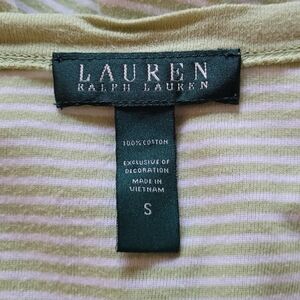 LAUREN
RALPH LAUREN
100% COTTON
EXCLUSIVE OF
DECORATION
MADE IN
VIETNAM
S